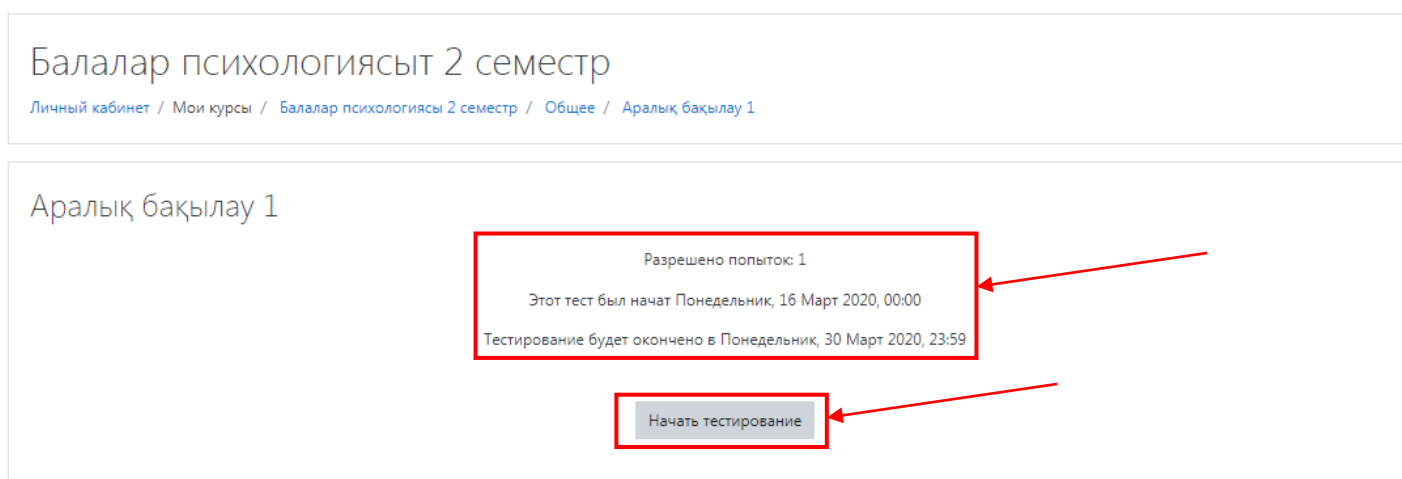 Балалар психологиясыт 2 семестр
Личный кабинет / Мои курсы / Балалар психологиясы 2 семестр / Общее / Аралық бақылау 1
Аралық бақылау 1
Разрешено попыток: 1
Этот тест был начат Понедельник, 16 Март 2020, 00:00
Тестирование будет окончено в Понедельник, 30 Март 2020, 23:59
Начать тестирование